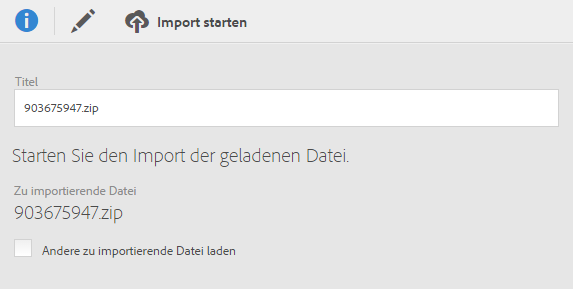 Import starten
Titel
903675947.zip
Starten Sie den Import der geladenen Datei.
Zu importierende Datei
903675947.zip
Andere zu importierende Datei laden